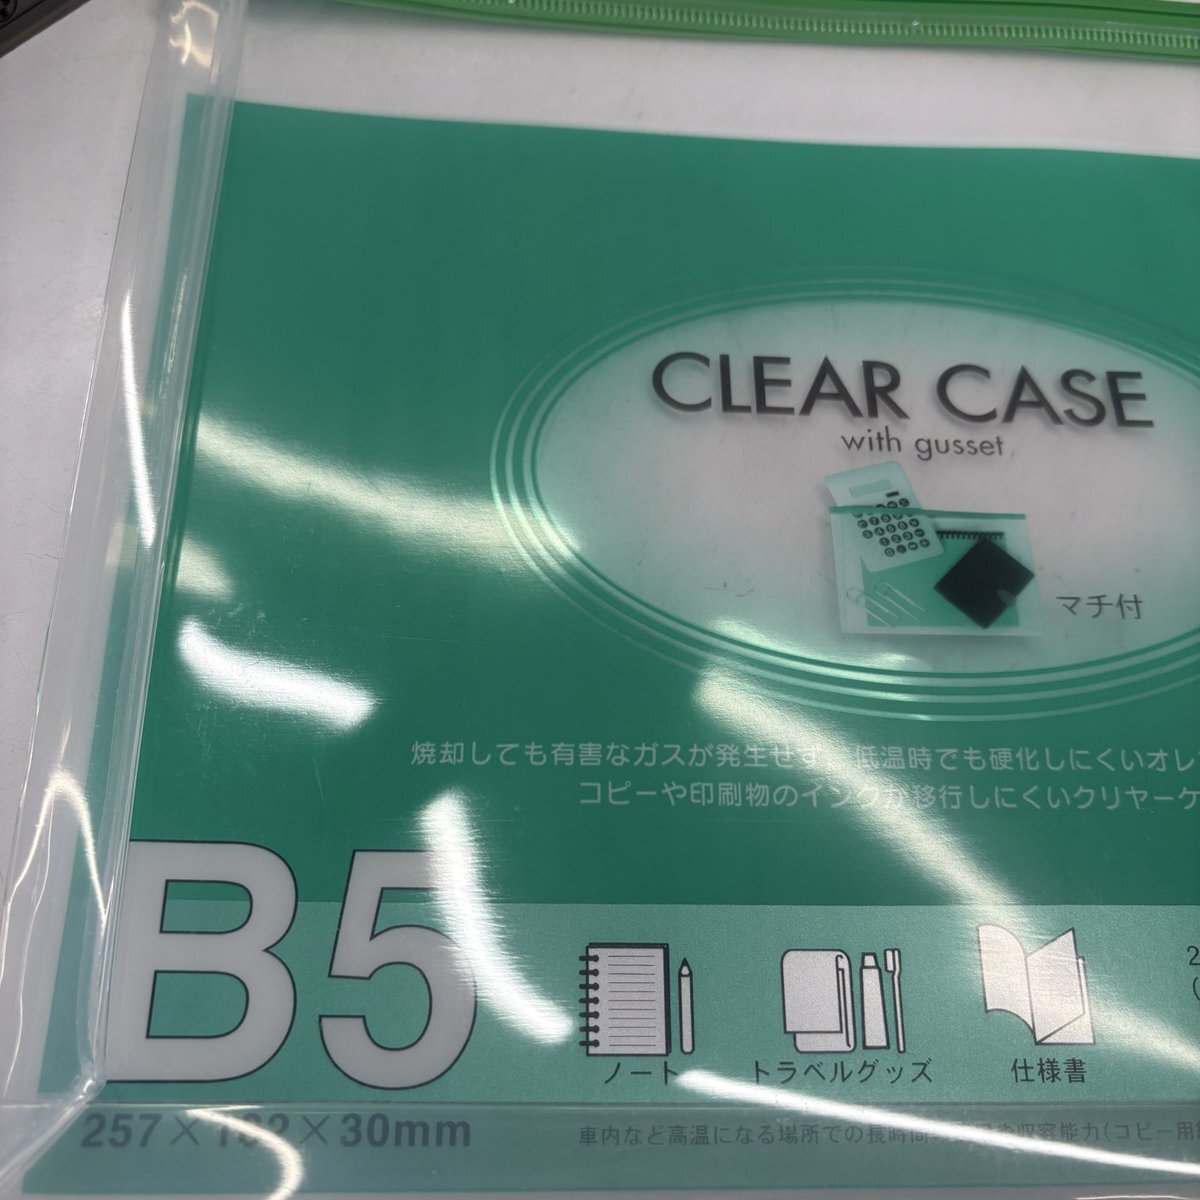 CLEAR CASE
with gusset
マチ付
焼却しても有害なガスが発生せず、低温時でも硬化しにくいオレ
コピーや印刷物のインクが移行しにくいクリヤーケ
B5
ノート
トラベルグッズ
仕様書
257×192×30mm
車内など高温になる場所での長時間の
収容能力(コピー用